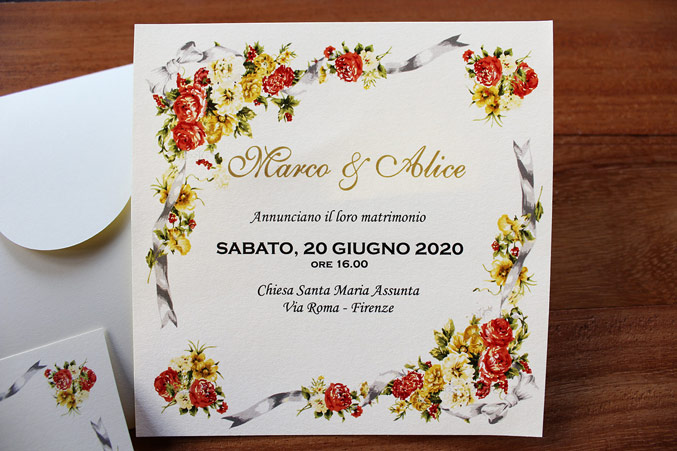 Marco & Alice
Annunciano il loro matrimonio
SABATO, 20 GIUGNO 2020
ORE 16.00
Chiesa Santa Maria Assunta
Via Roma - Firenze